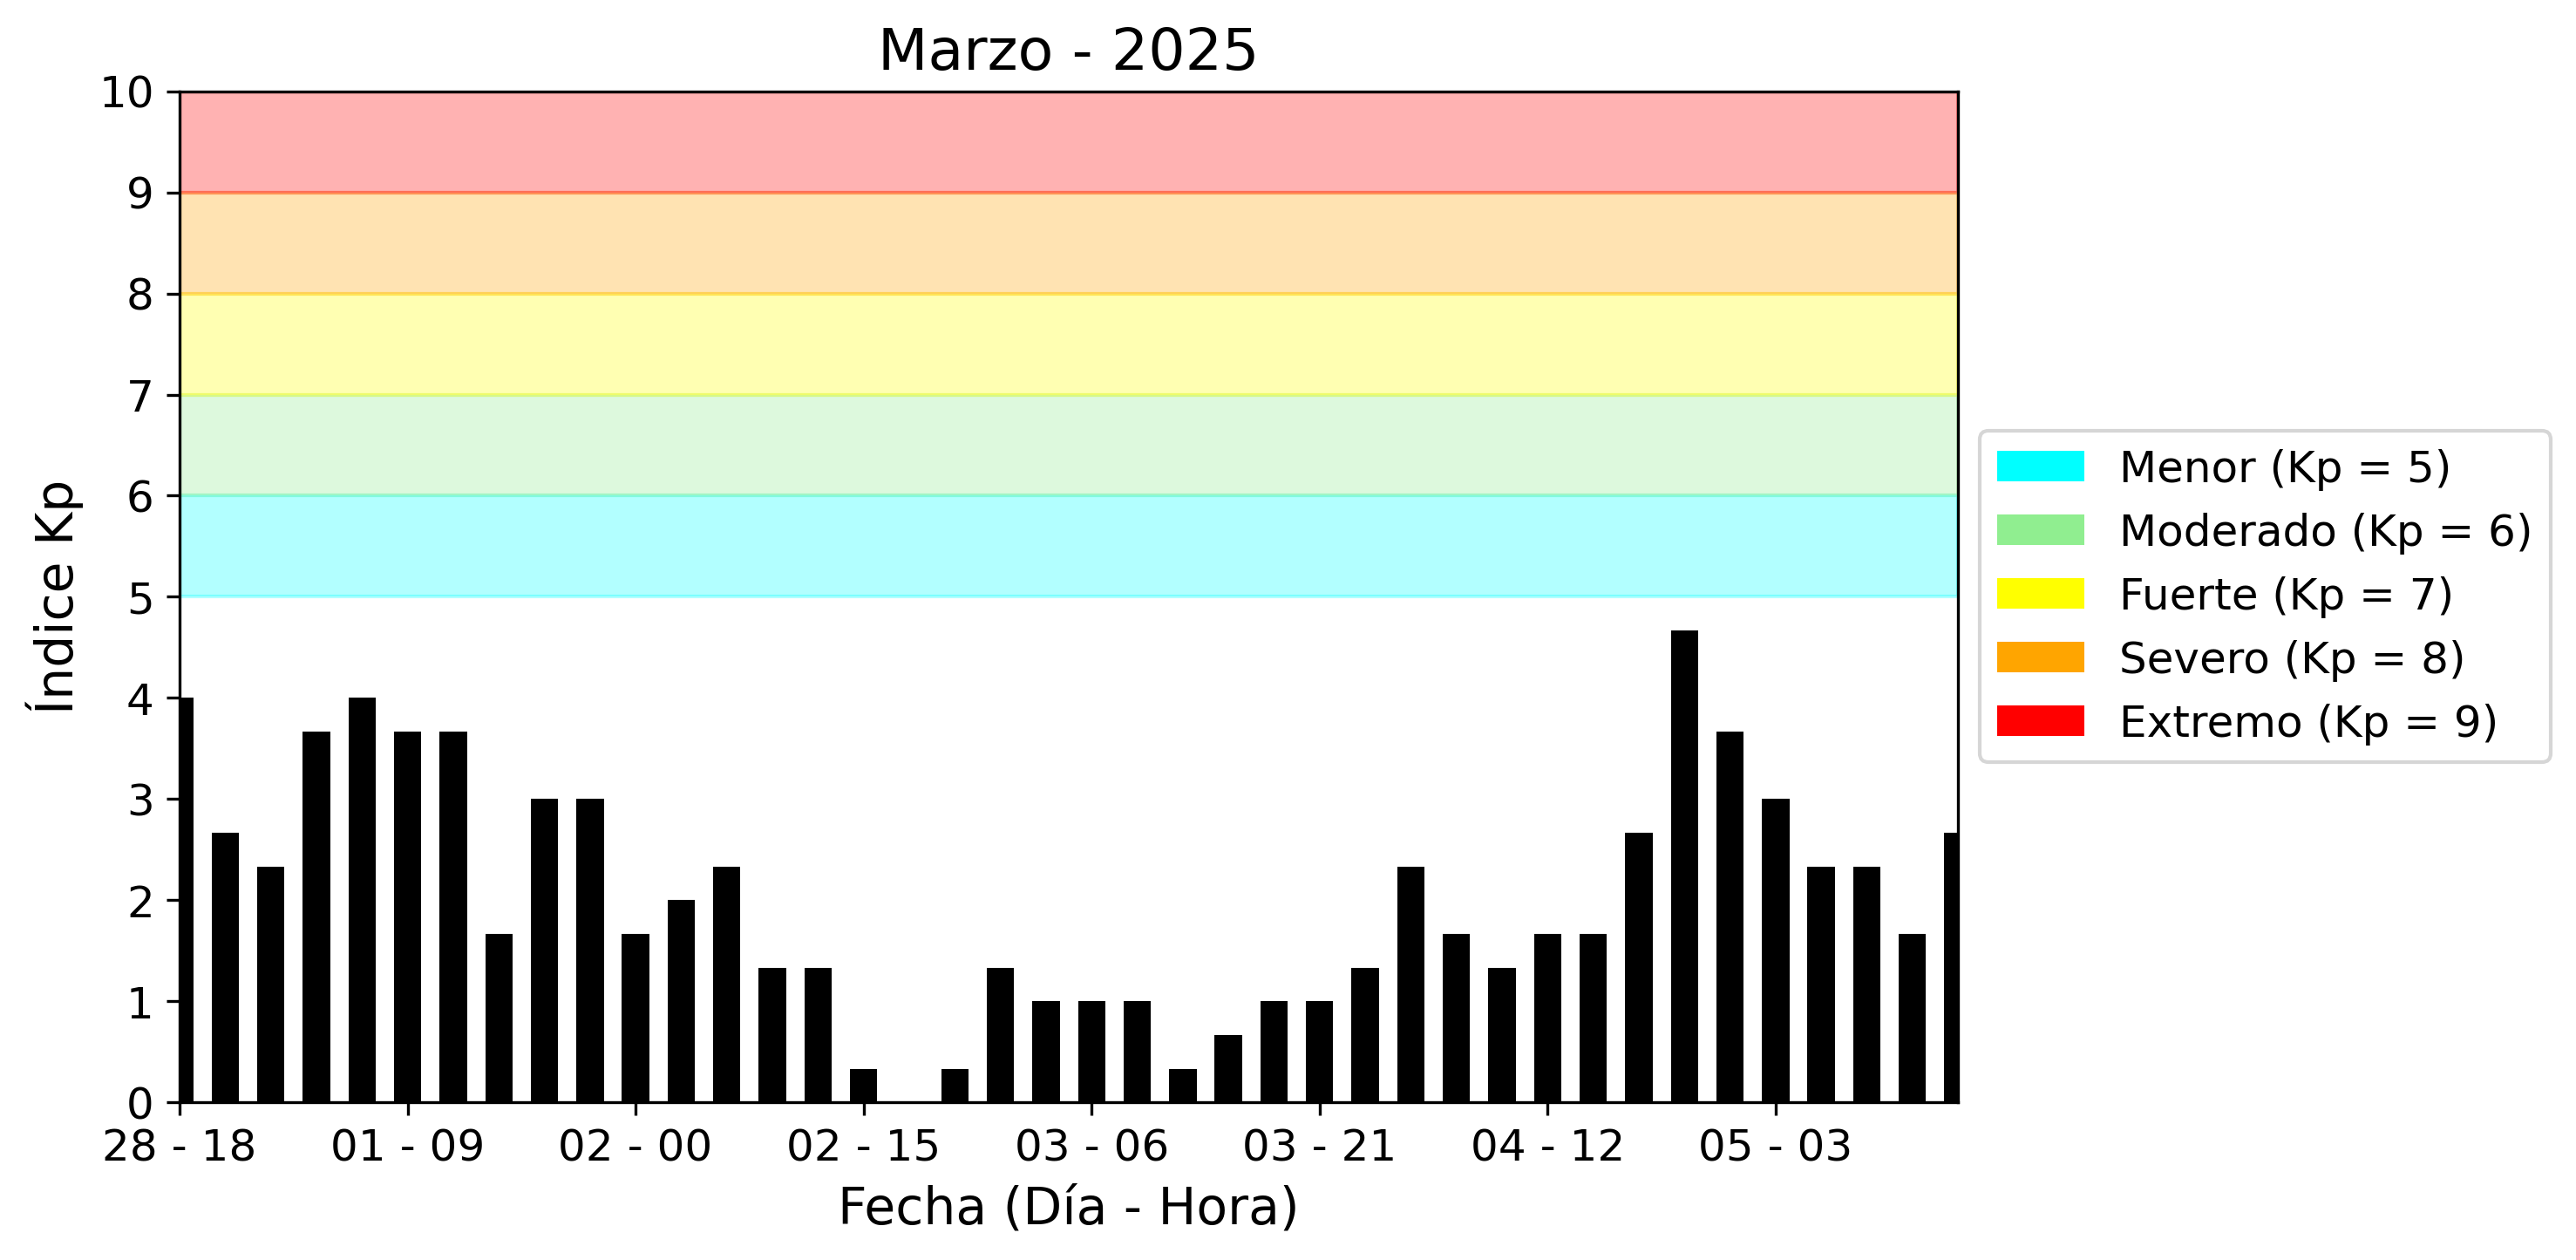 Marzo - 2025
Índice Kp
10
9
8
7
6
5
4
3
2
1
0
28 - 18
01 - 09
02 - 00
02 - 15
03 - 06
03 - 21
04 - 12
05 - 03
Fecha (Día - Hora)
Menor (Kp = 5)
Moderado (Kp = 6)
Fuerte (Kp = 7)
Severo (Kp = 8)
Extremo (Kp = 9)